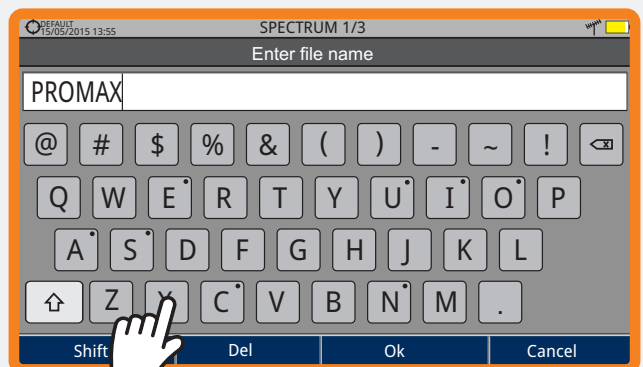 DEFAULT SPECTRUM 1/3
15/05/2015 13:55
Enter file name
PROMAX
@ # $ % & ( ) - ~ !
Q W E R T Y U I O P
A S D F G H J K L
Z X C V B N M .
Shift Del Ok Cancel